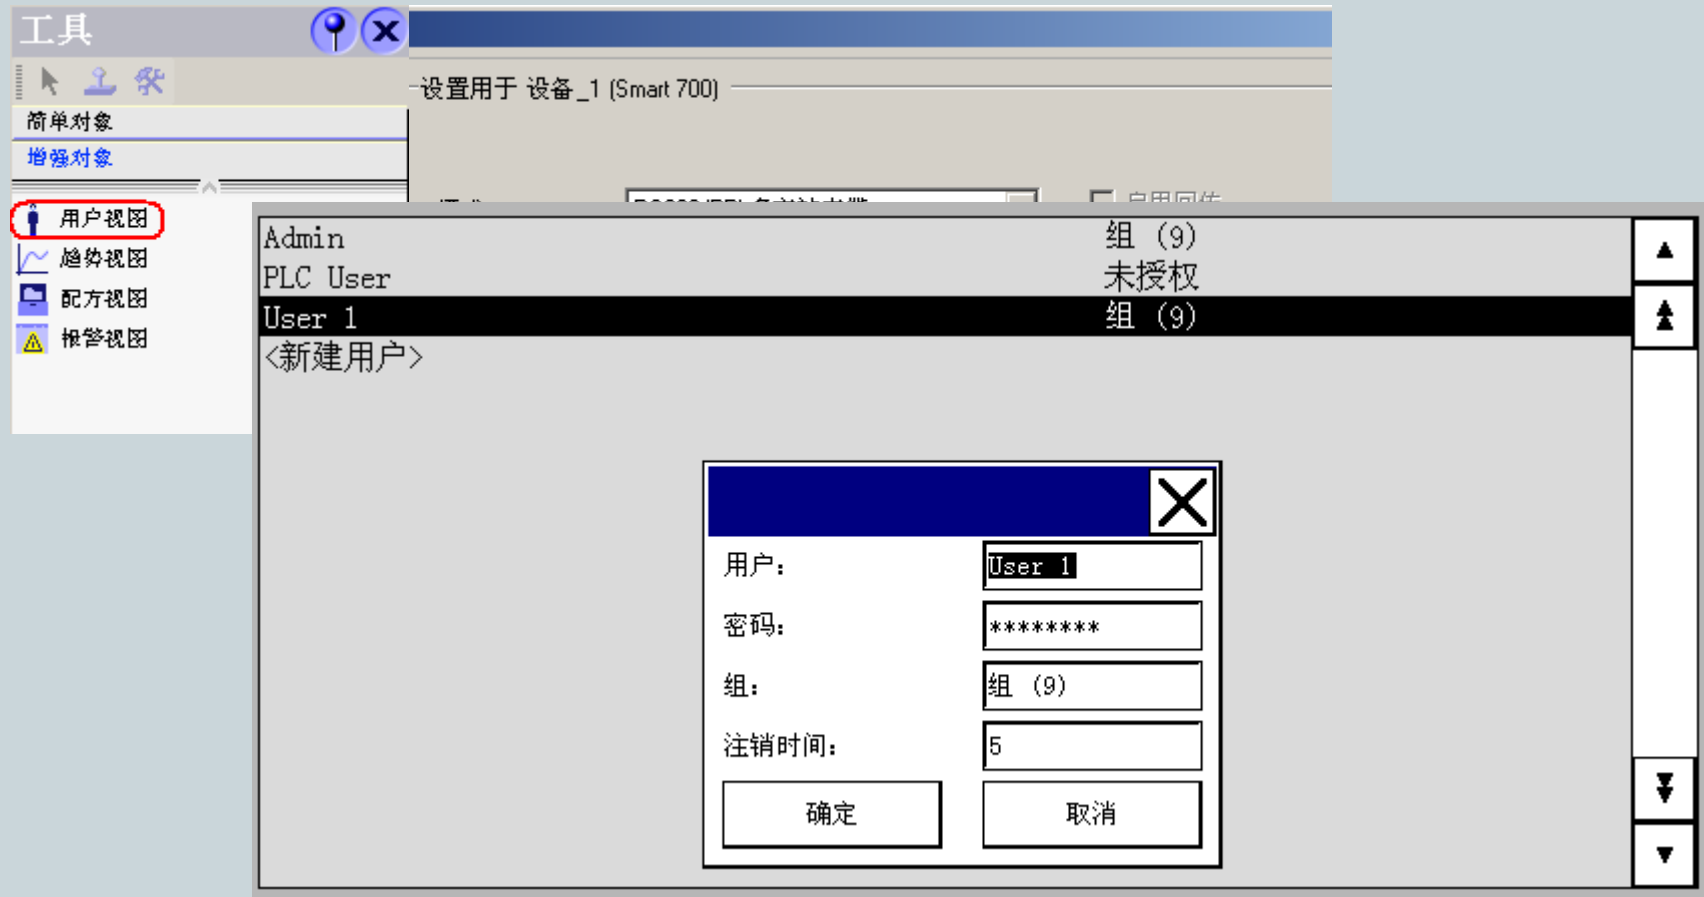 工具
设置用于 设备_1 (Smart 700)
简单对象
增强对象
用户视图
趋势视图
配方视图
报警视图
Admin 组 (9)
PLC User 未授权
User 1 组 (9)
<新建用户>
用户: User 1
密码: ********
组: 组 (9)
注销时间: 5
确定 取消